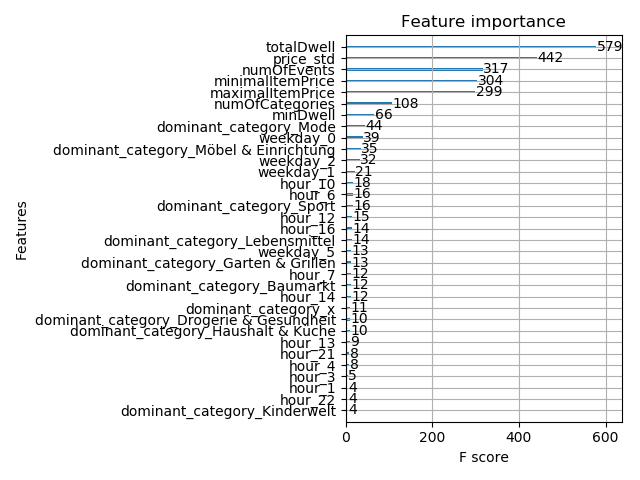 Feature importance
Features
totalDwell 579
price_std 442
numOfEvents 317
minimalItemPrice 304
maximalItemPrice 299
numOfCategories 108
minDwell 66
dominant_category_Mode 44
weekday_0 39
dominant_category_Möbel & Einrichtung 35
weekday_2 32
weekday_1 21
hour_10 18
hour_6 16
dominant_category_Sport 16
hour_12 15
hour_16 14
dominant_category_Lebensmittel 14
weekday_5 13
dominant_category_Garten & Grillen 13
hour_7 12
dominant_category_Baumarkt 12
hour_14 12
dominant_category_x 11
dominant_category_Drogerie & Gesundheit 10
dominant_category_Haushalt & Küche 10
hour_13 9
hour_21 8
hour_4 8
hour_3 5
hour_1 4
hour_22 4
dominant_category_Kinderwelt 4
0 200 400 600
F score